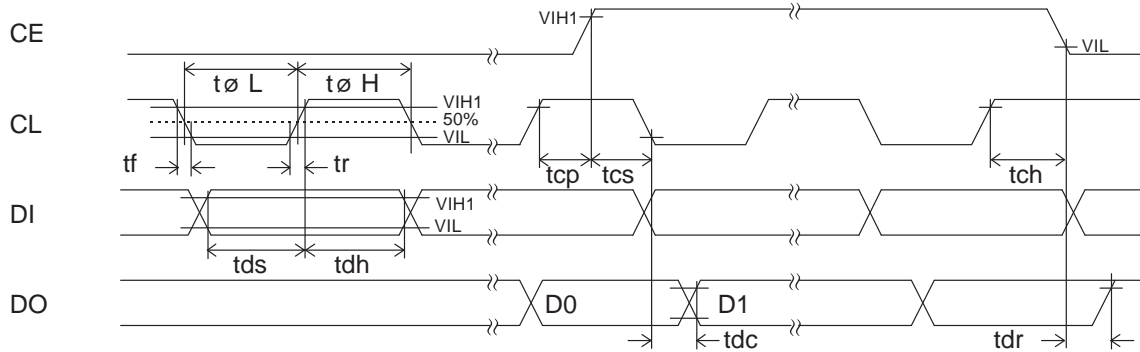 CE
VIH1
VIL
tø L
tø H
CL
VIH1
50%
VIL
tf
tr
tcp
tcs
tch
DI
VIH1
VIL
tds
tdh
DO
D0
D1
tdc
tdr